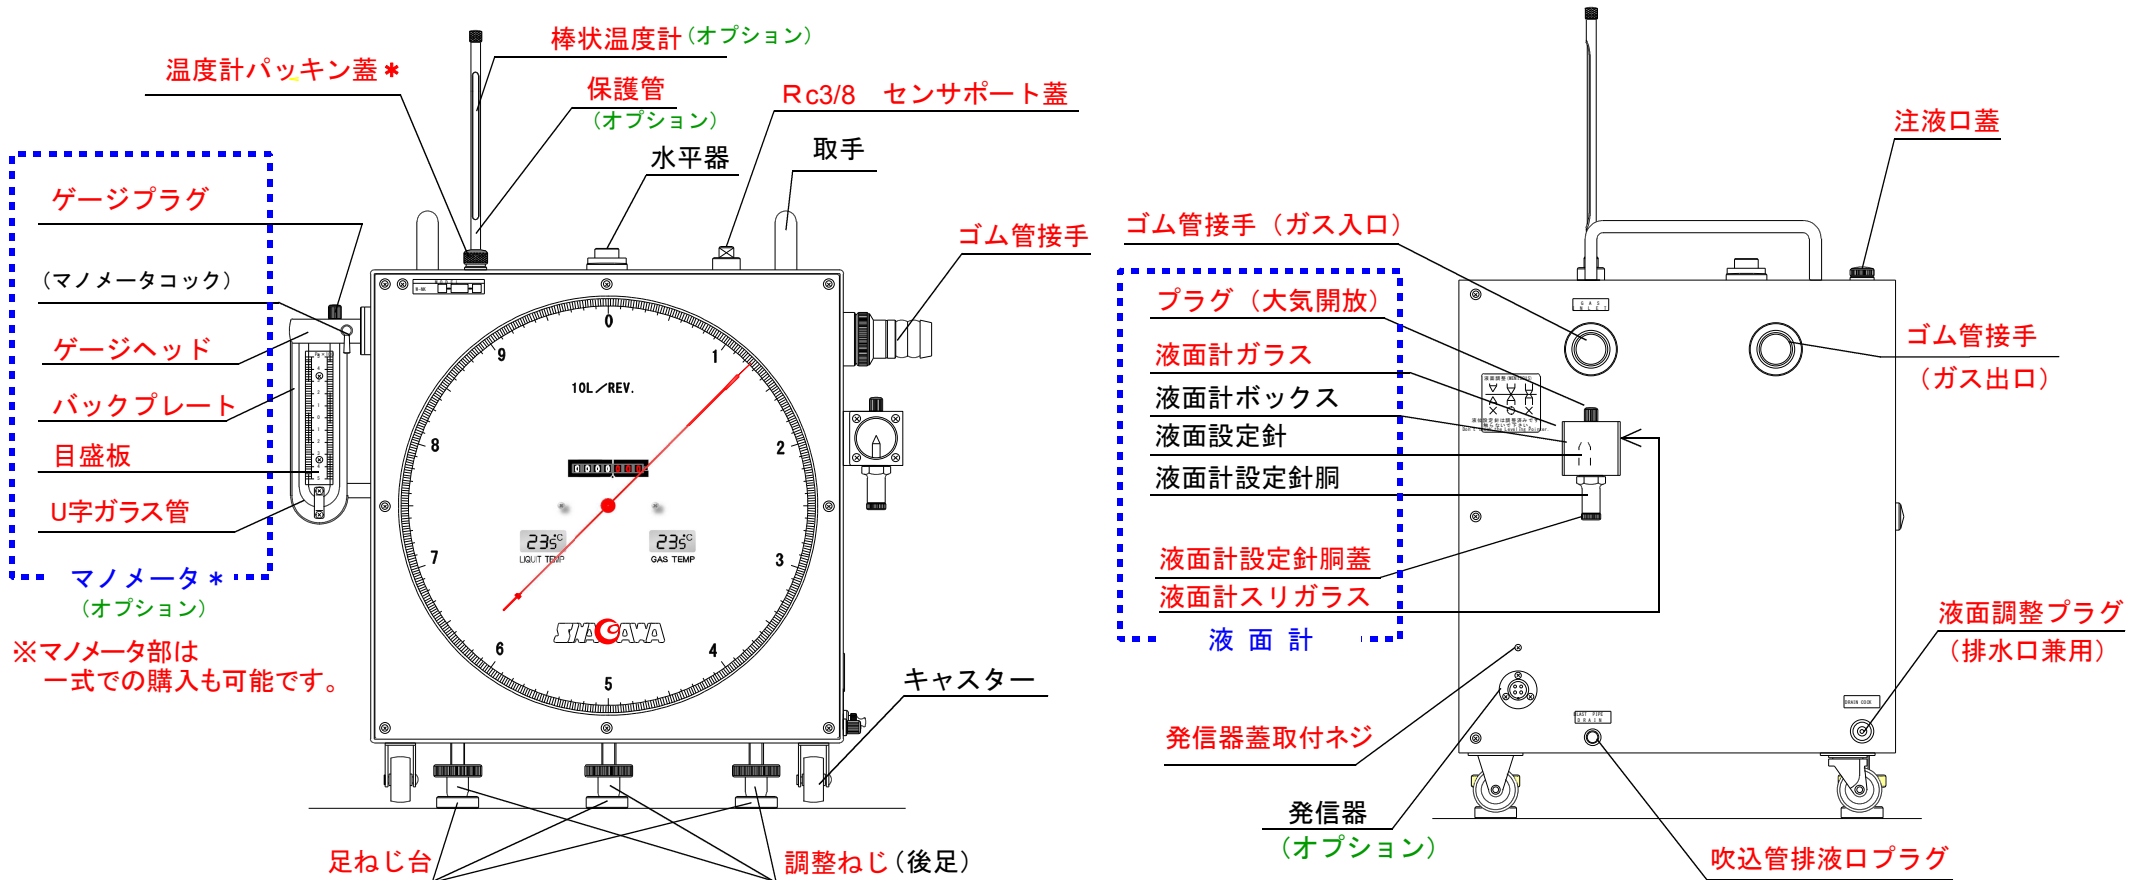 棒状温度計(オプション)
温度計パッキン蓋＊
保護管
(オプション)
Rc3/8　センサポート蓋
水平器
取手
ゲージプラグ
(マノメータコック)
ゲージヘッド
バックプレート
目盛板
U字ガラス管
マノメータ＊
(オプション)
※マノメータ部は
一式での購入も可能です。
ゴム管接手
0
1
2
3
4
5
6
7
8
9
10L／REV.
0000000
235°C
LIQUIT TEMP
235°C
GAS TEMP
SINAGAWA
キャスター
足ねじ台
調整ねじ(後足)
注液口蓋
ゴム管接手（ガス入口）
プラグ（大気開放）
液面計ガラス
液面計ボックス
液面設定針
液面計設定針胴
液面計設定針胴蓋
液面計スリガラス
液面計
GAS
INLET
ゴム管接手
（ガス出口）
液面調整プラグ
（排水口兼用）
発信器蓋取付ネジ
発信器
(オプション)
BLAST PIPE
DRAIN
DRAIN COCK
吹込管排液口プラグ